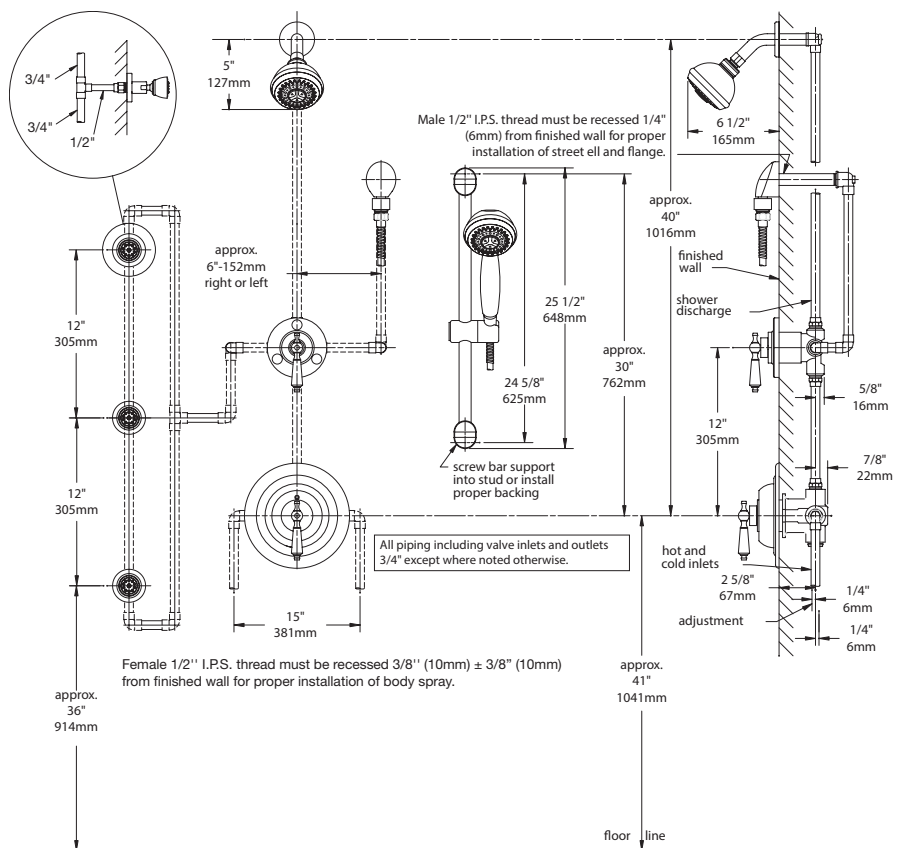 3/4"
3/4"
1/2"
5"
127mm
Male 1/2" I.P.S. thread must be recessed 1/4"
(6mm) from finished wall for proper
installation of street ell and flange.
6 1/2"
165mm
approx.
40"
1016mm
approx.
6"-152mm
right or left
finished
wall
shower
discharge
12"
305mm
25 1/2"
648mm
24 5/8"
625mm
approx.
30"
762mm
5/8"
16mm
12"
305mm
7/8"
22mm
screw bar support
into stud or install
proper backing
12"
305mm
All piping including valve inlets and outlets
3/4" except where noted otherwise.
hot and
cold inlets
2 5/8"
67mm
adjustment
1/4"
6mm
1/4"
6mm
15"
381mm
Female 1/2'' I.P.S. thread must be recessed 3/8'' (10mm) ± 3/8” (10mm)
from finished wall for proper installation of body spray.
approx.
36"
914mm
approx.
41"
1041mm
floor line